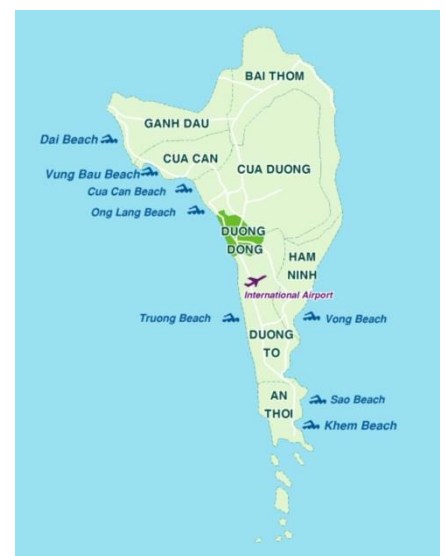 BAI THOM
GANH DAU
Dai Beach
CUA CAN
CUA DUONG
Vung Bau Beach
Cua Can Beach
Ong Lang Beach
DUONG
DONG
HAM
NINH
International Airport
Truong Beach
Vong Beach
DUONG
TO
AN
THOI
Sao Beach
Khem Beach